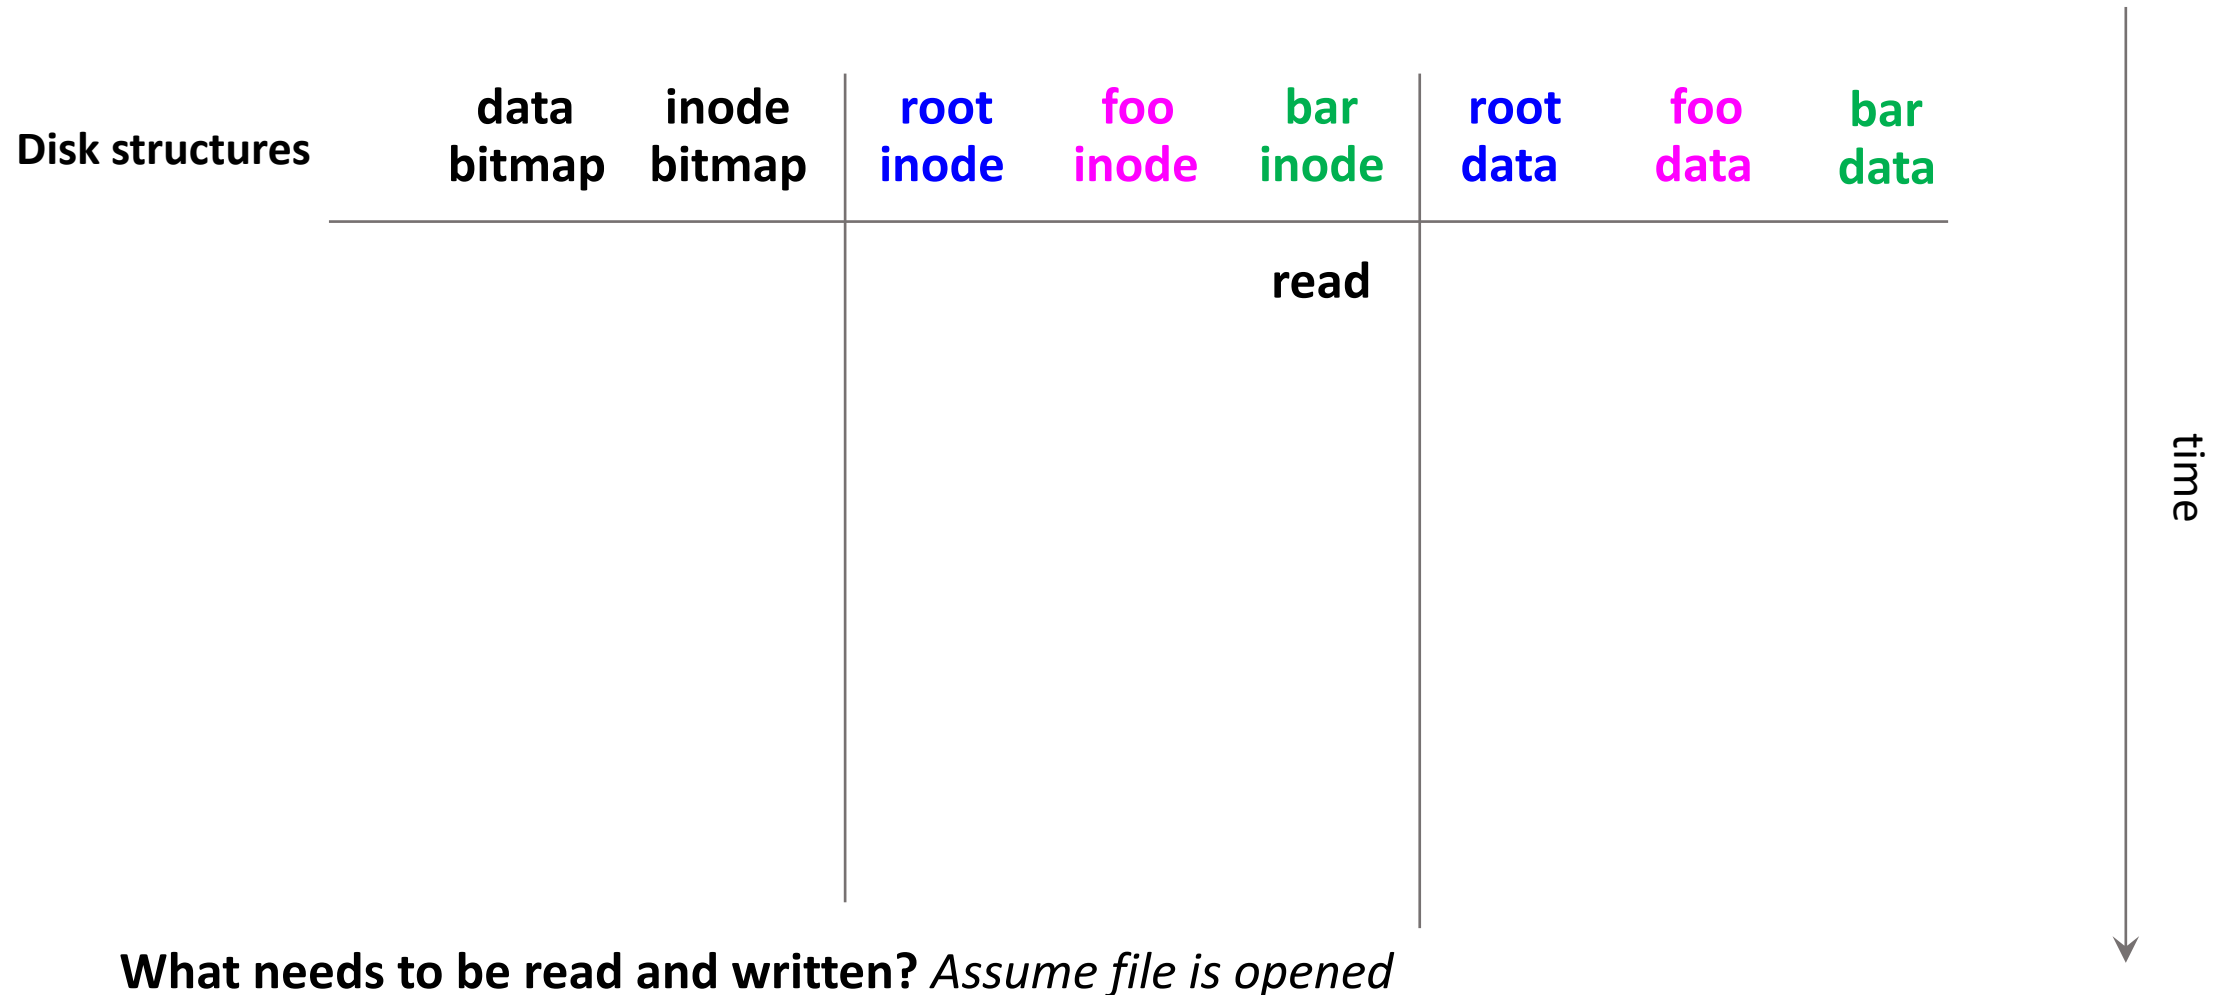 Disk structures
data bitmap
inode bitmap
root inode
foo inode
bar inode
root data
foo data
bar data
read
time
What needs to be read and written? Assume file is opened